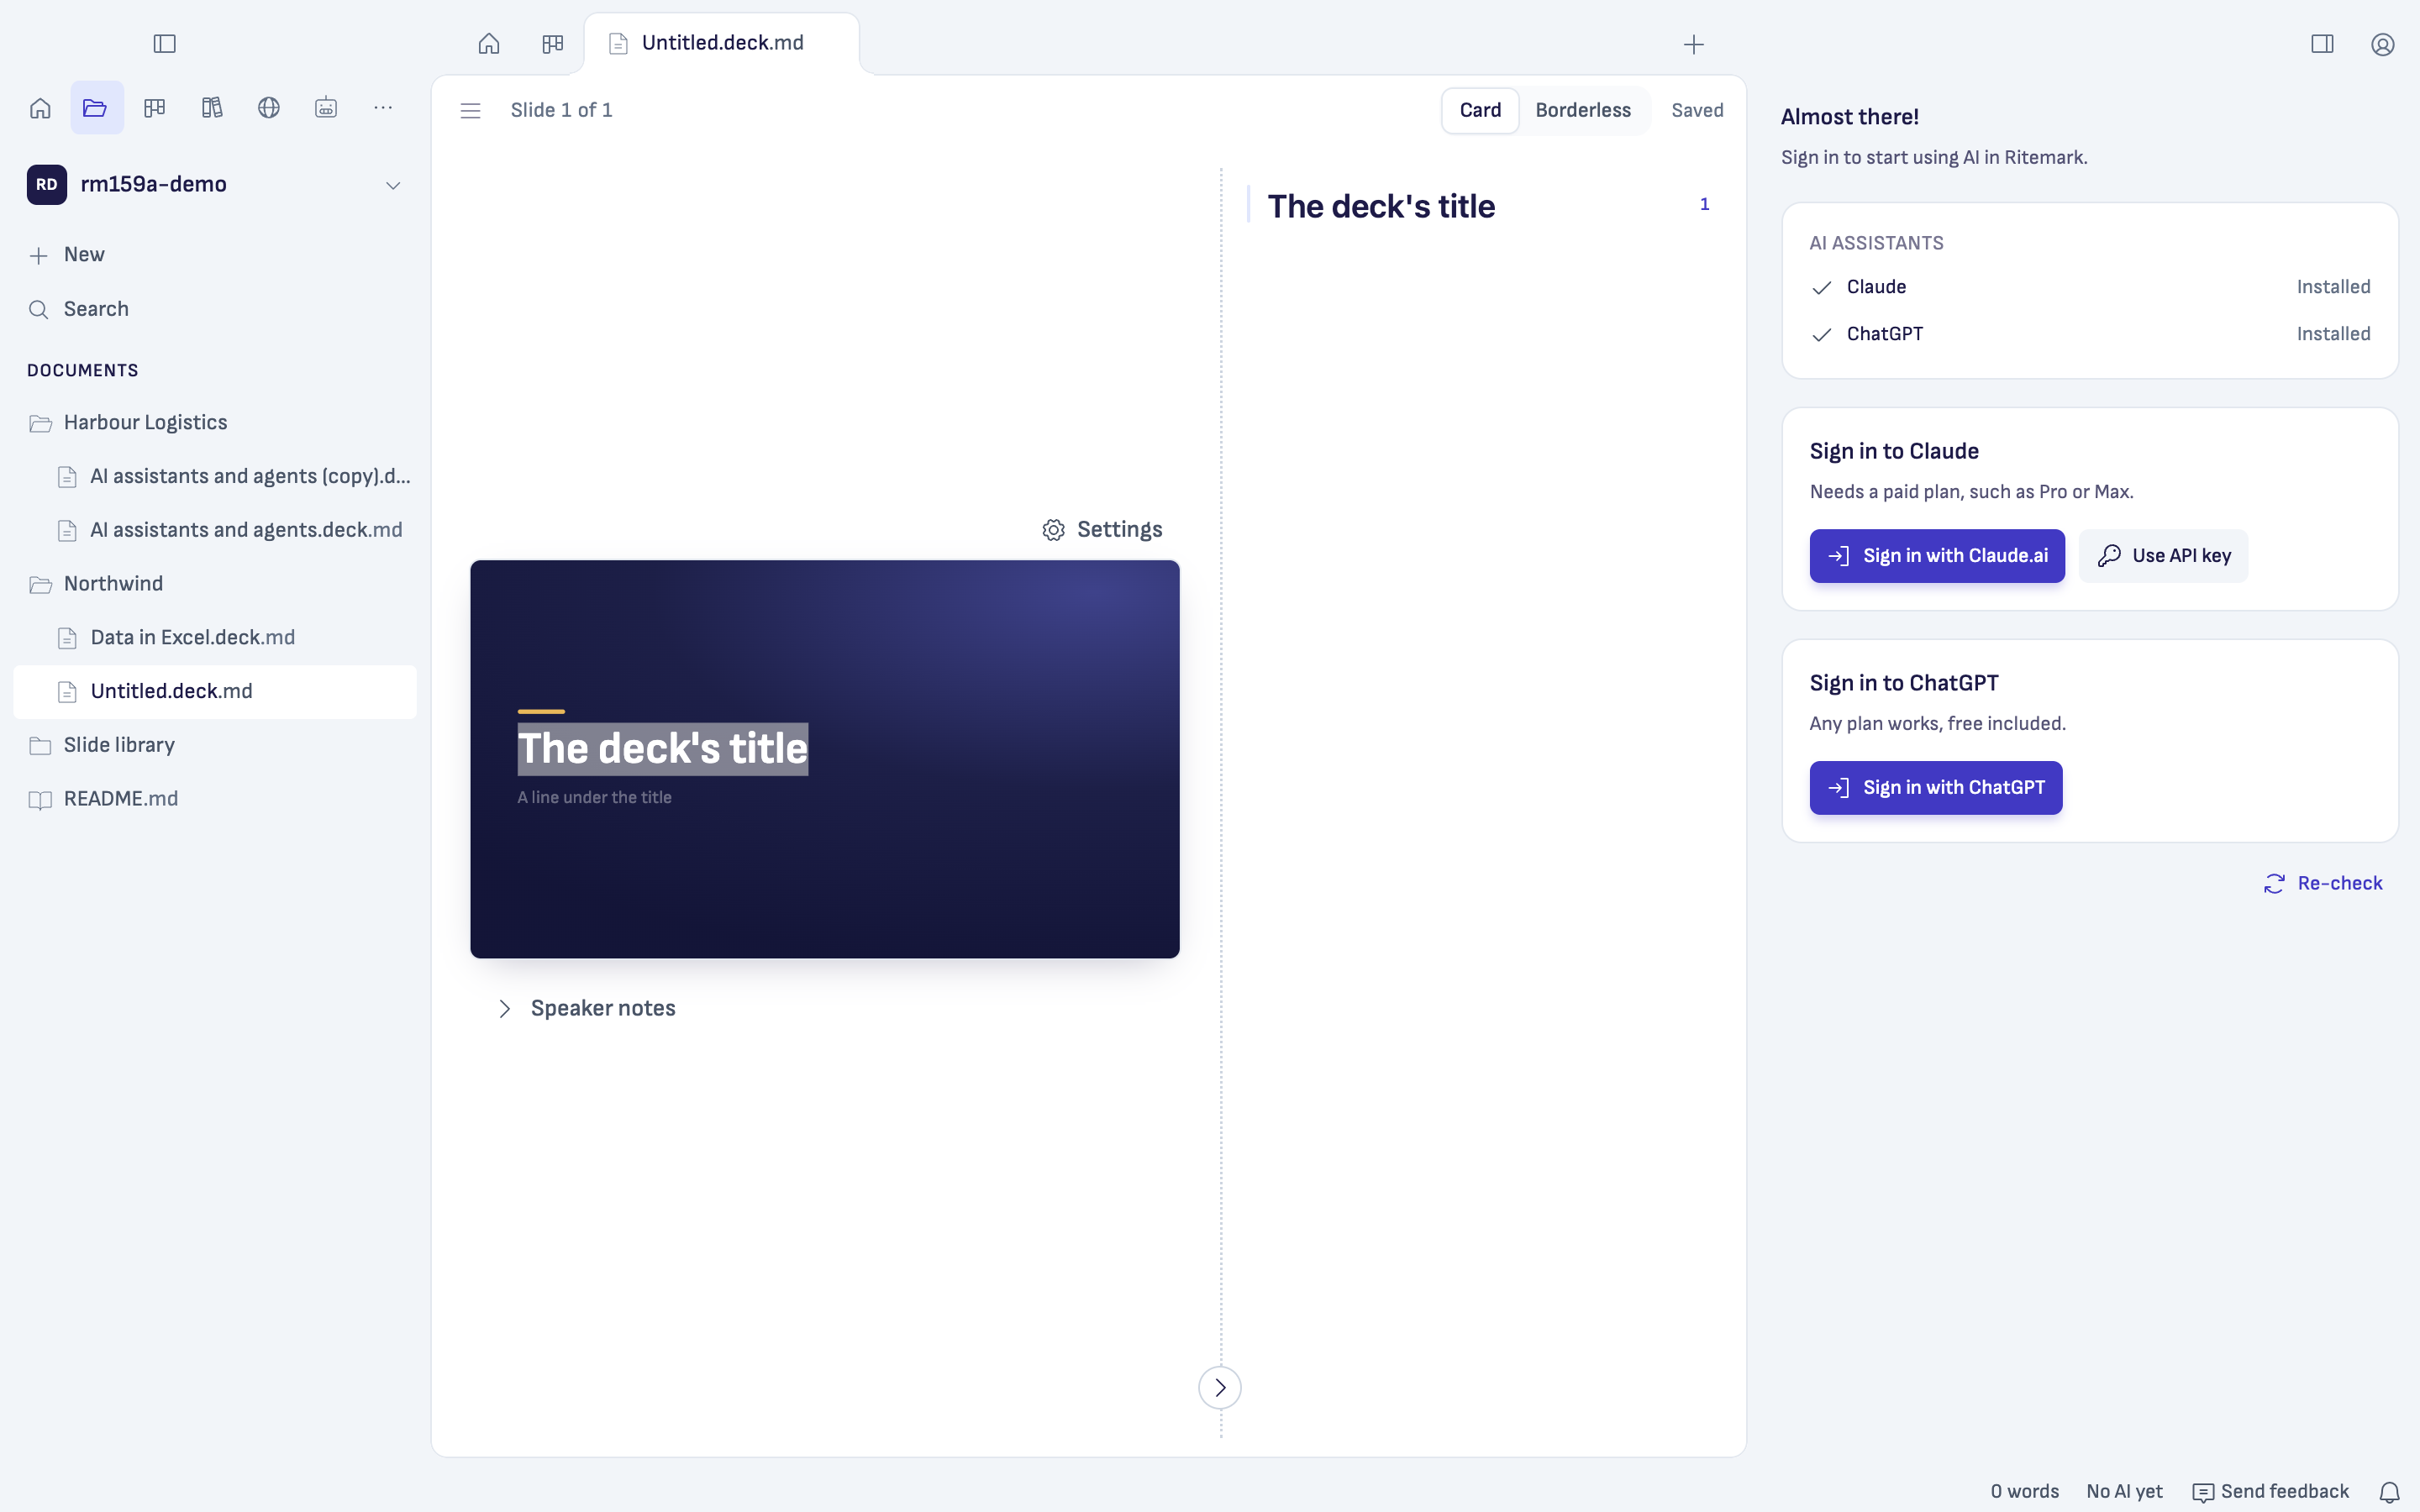 Untitled.deck.md
Slide 1 of 1
Card
Borderless
Saved
RD
rm159a-demo
New
Search
DOCUMENTS
Harbour Logistics
AI assistants and agents (copy).d...
AI assistants and agents.deck.md
Northwind
Data in Excel.deck.md
Untitled.deck.md
Slide library
README.md
Settings
The deck's title
A line under the title
Speaker notes
The deck's title
1
Almost there!
Sign in to start using AI in Ritemark.
AI ASSISTANTS
Claude Installed
ChatGPT Installed
Sign in to Claude
Needs a paid plan, such as Pro or Max.
Sign in with Claude.ai
Use API key
Sign in to ChatGPT
Any plan works, free included.
Sign in with ChatGPT
Re-check
0 words
No AI yet
Send feedback